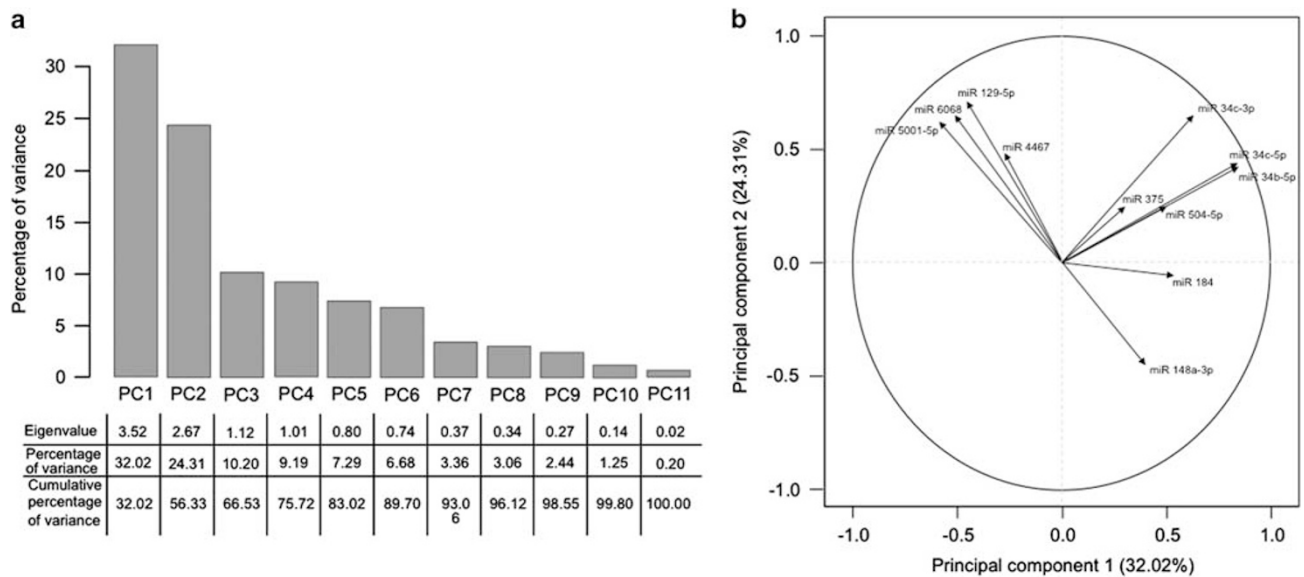 a
Percentage of variance
30
25
20
15
10
5
0
PC1 PC2 PC3 PC4 PC5 PC6 PC7 PC8 PC9 PC10 PC11
Eigenvalue 3.52 2.67 1.12 1.01 0.80 0.74 0.37 0.34 0.27 0.14 0.02
Percentage
of variance 32.02 24.31 10.20 9.19 7.29 6.68 3.36 3.06 2.44 1.25 0.20
Cumulative
percentage
of variance 32.02 56.33 66.53 75.72 83.02 89.70 93.0
6 96.12 98.55 99.80 100.00
b
Principal component 2 (24.31%)
1.0
0.5
0.0
-0.5
-1.0
miR 129-5p
miR 6068
miR 5001-5p
miR 4467
miR 34c-3p
miR 34c-5p
miR 34b-5p
miR 375
miR 504-5p
miR 184
miR 148a-3p
-1.0 -0.5 0.0 0.5 1.0
Principal component 1 (32.02%)